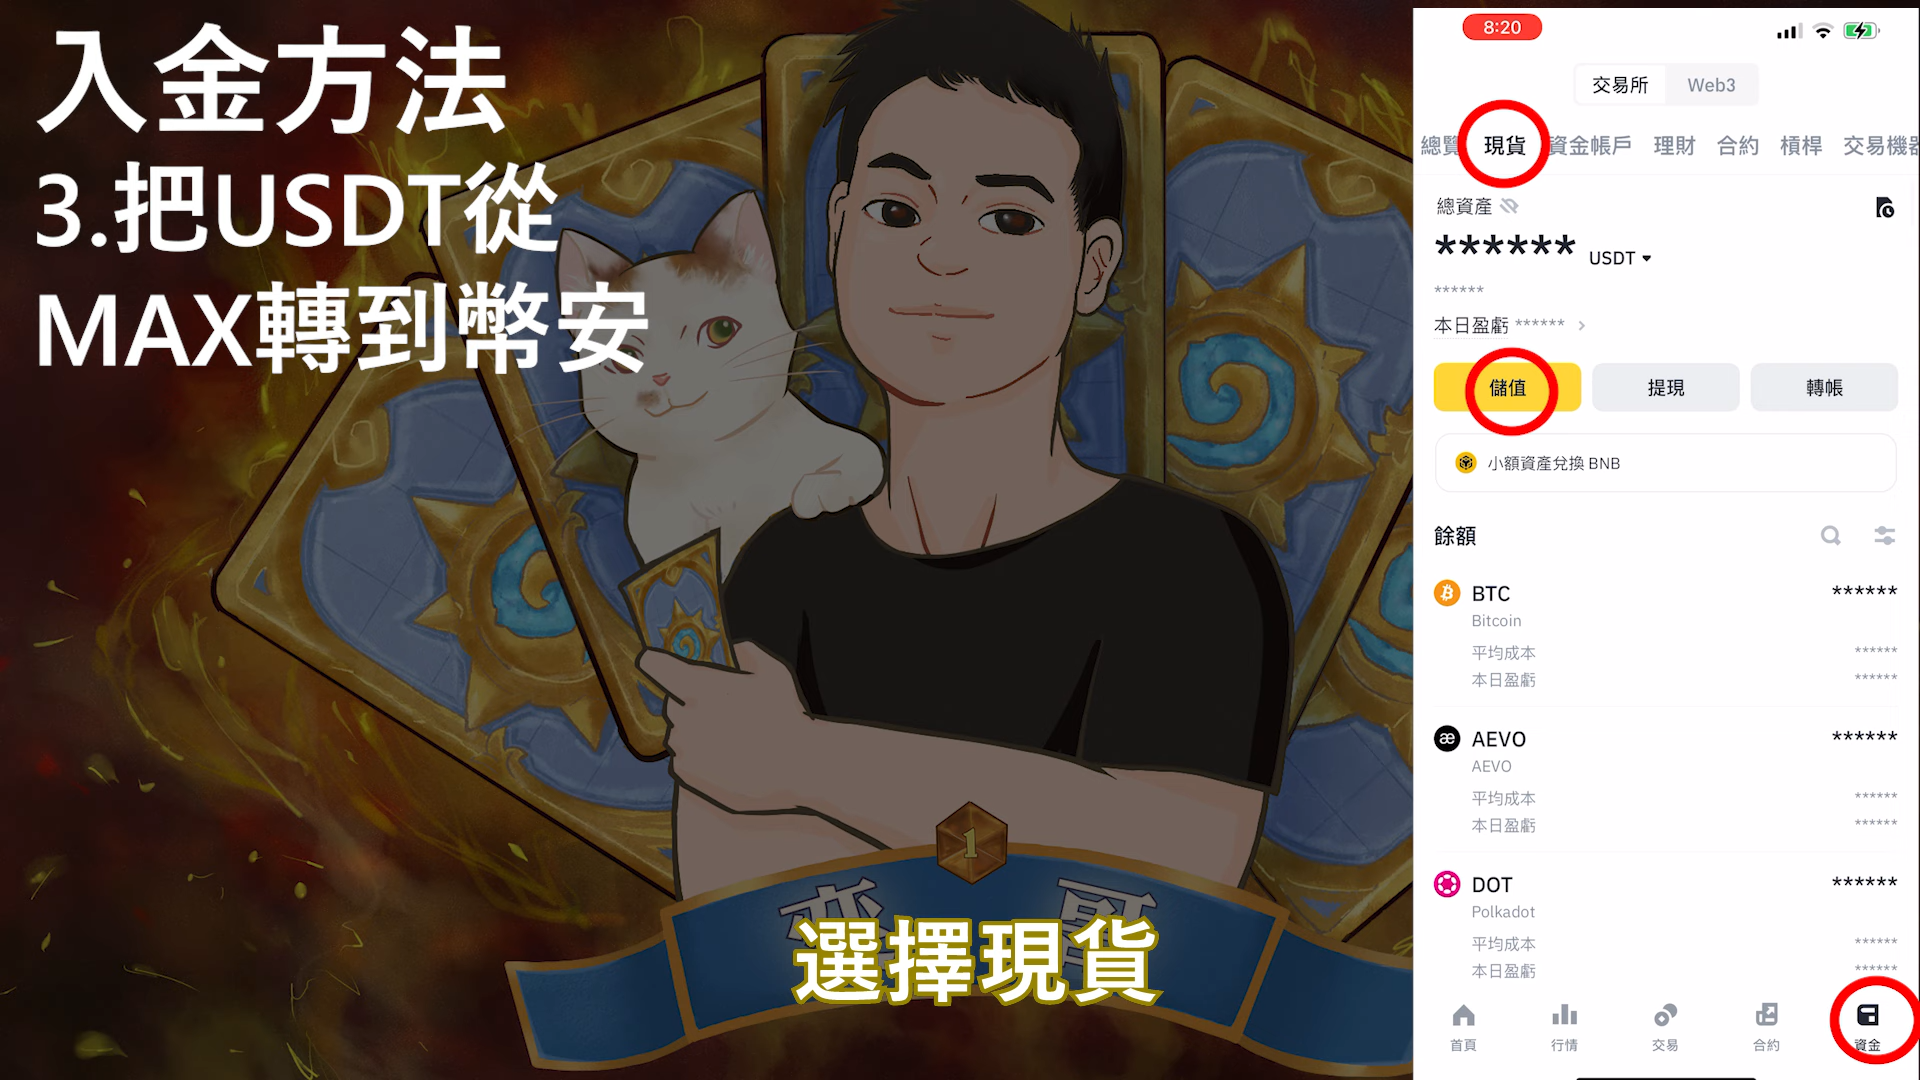 入金方法
3.把USDT從
MAX轉到幣安
8:20
交易所 Web3
現貨 資金帳戶 理財 合約 槓桿
總資產
****** USDT
******
本日盈虧 ******
儲值 提現 轉帳
小額資產兌換 BNB
餘額
BTC ******
Bitcoin
平均成本 ******
本日盈虧 ******
AEVO ******
AEVO
平均成本 ******
本日盈虧 ******
DOT ******
Polkadot
平均成本 ******
本日盈虧 ******
首頁 行情 交易 合約 資金
1
選擇現貨